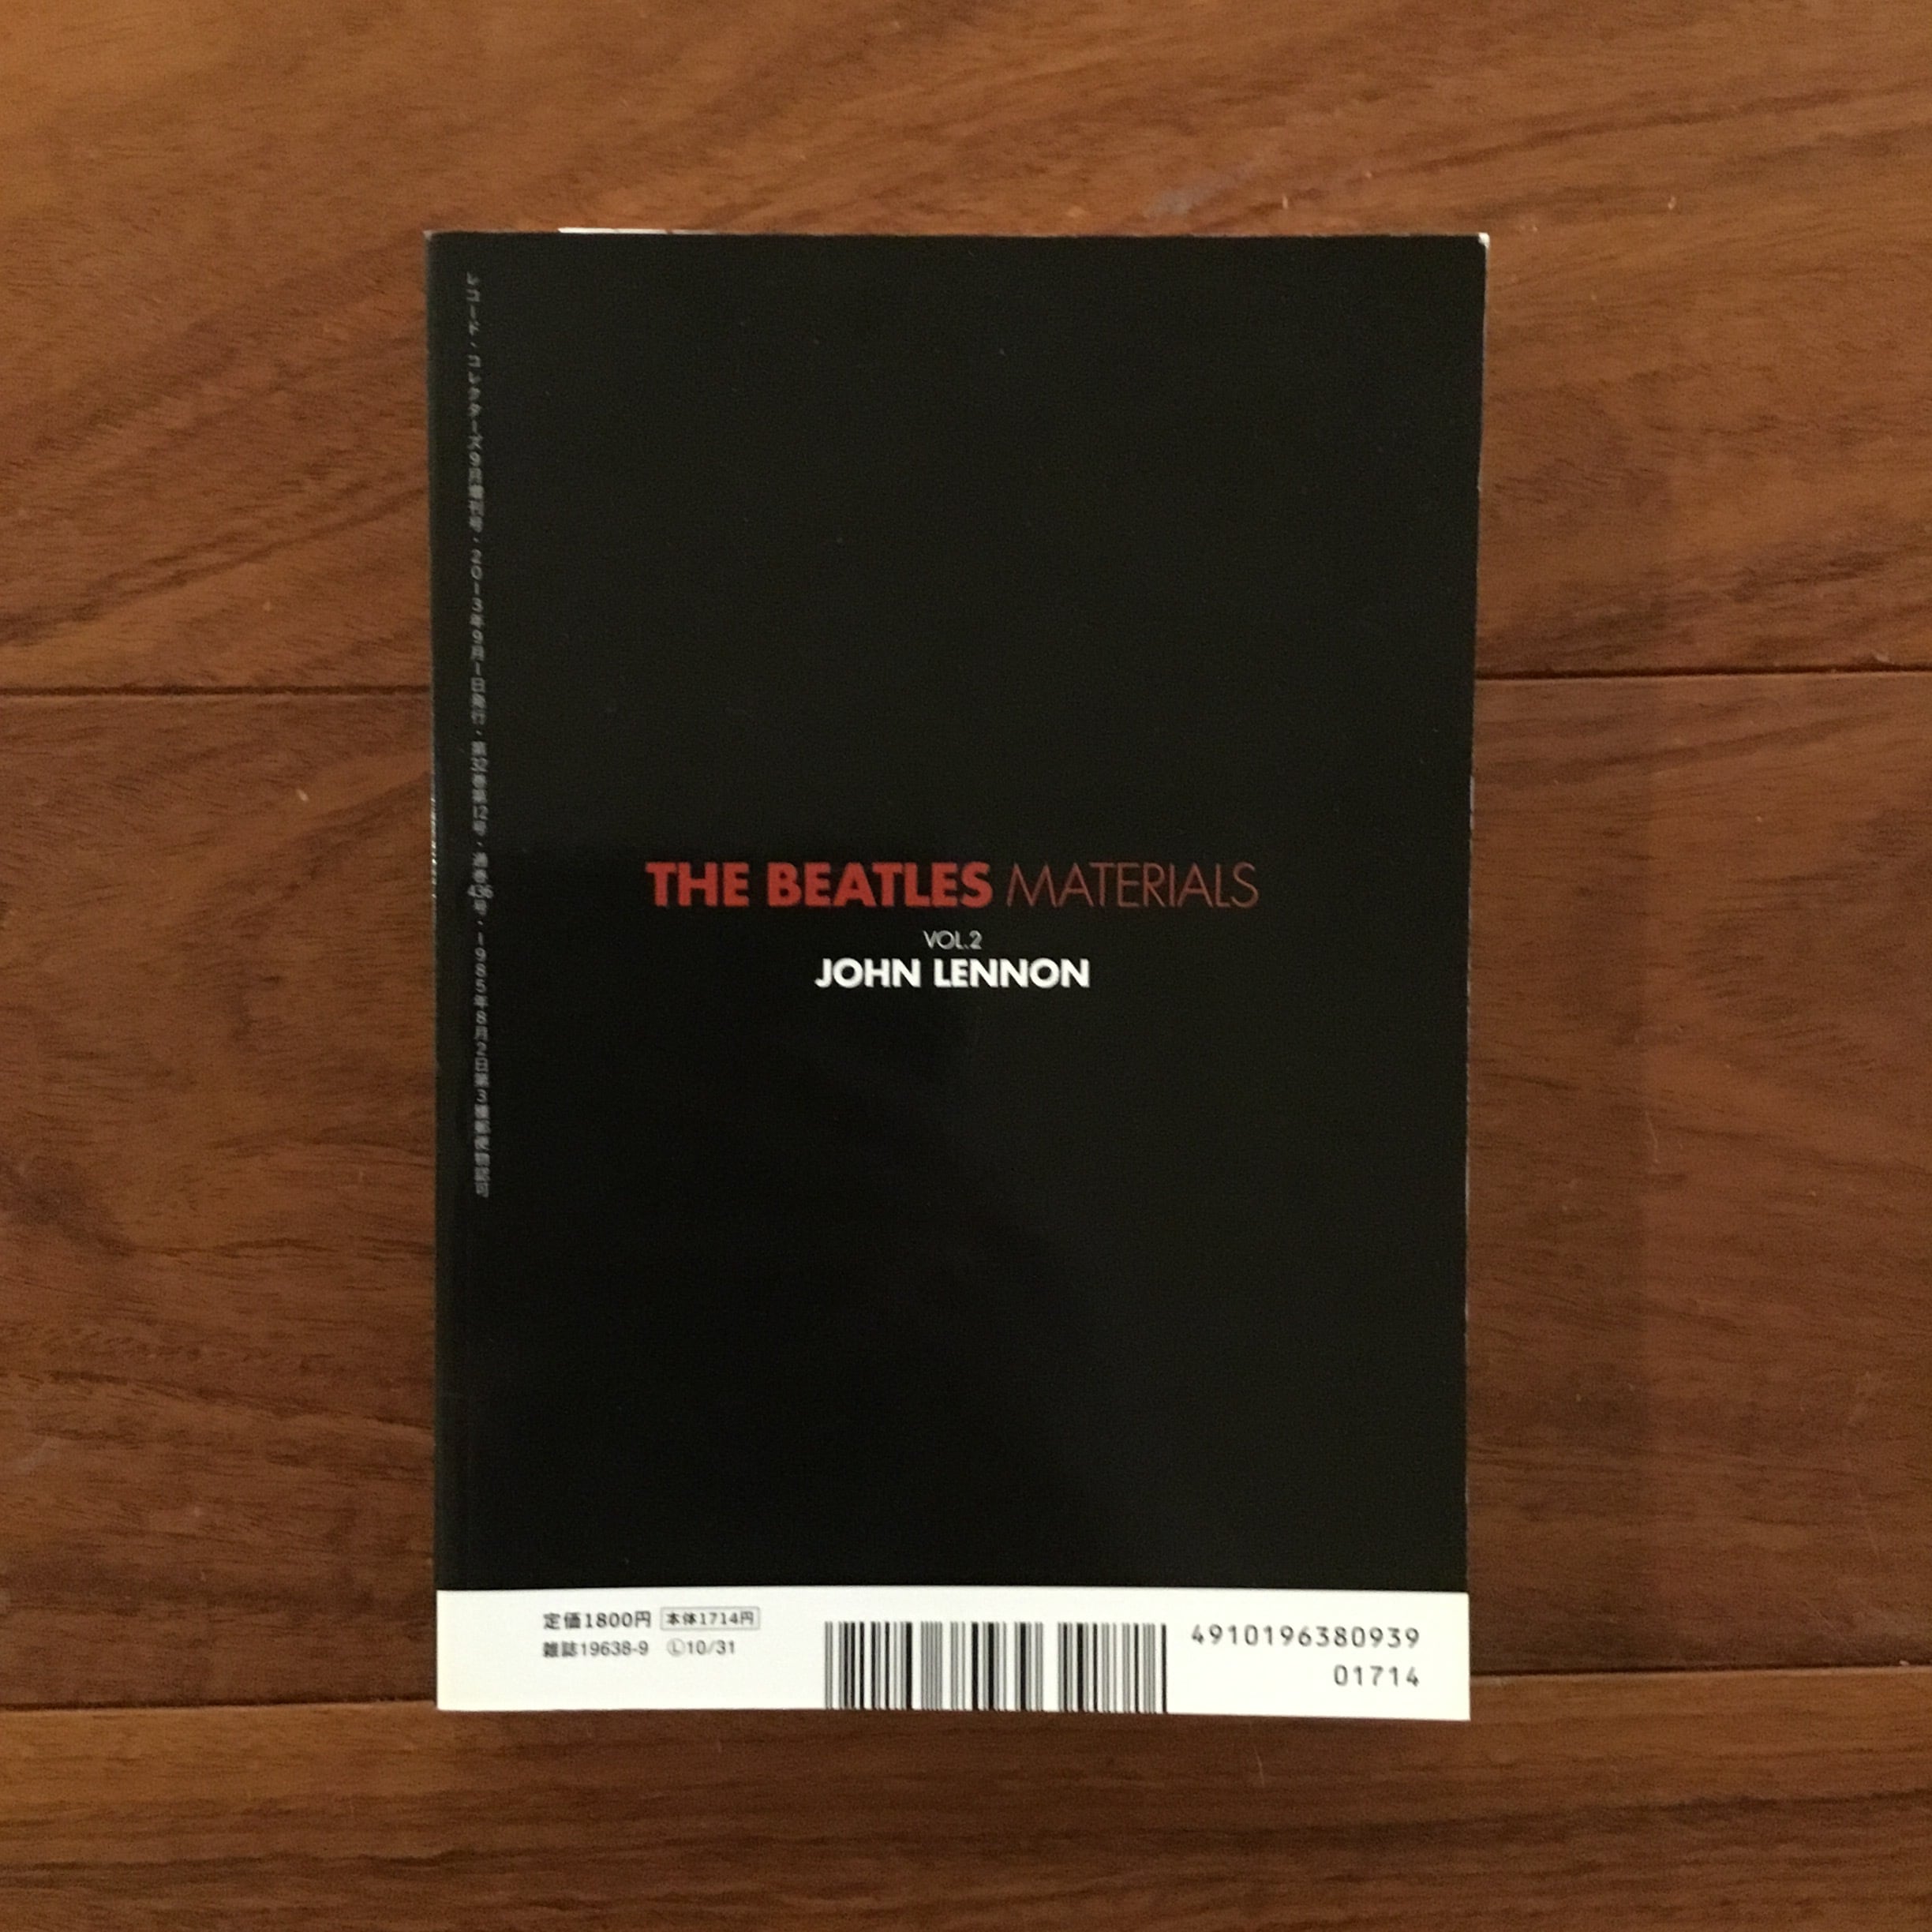 レコード・コレクターズ9月増刊号・2013年9月1日発行・第32巻第12号・通巻436号・1985年8月2日第3種郵便物認可
THE BEATLES MATERIALS
VOL.2
JOHN LENNON
定価1800円 本体1714円
雑誌19638-9 Ⓛ10/31
4910196380939
01714